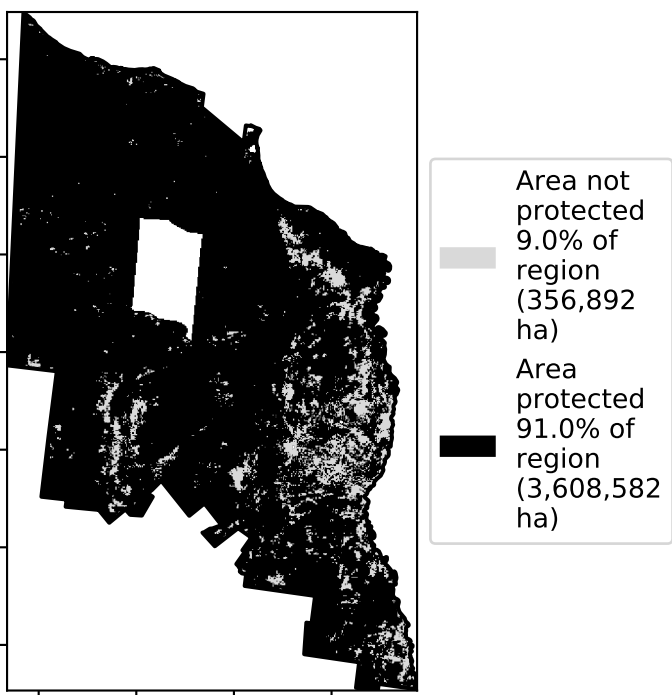 Area not
protected
9.0% of
region
(356,892
ha)
Area
protected
91.0% of
region
(3,608,582
ha)